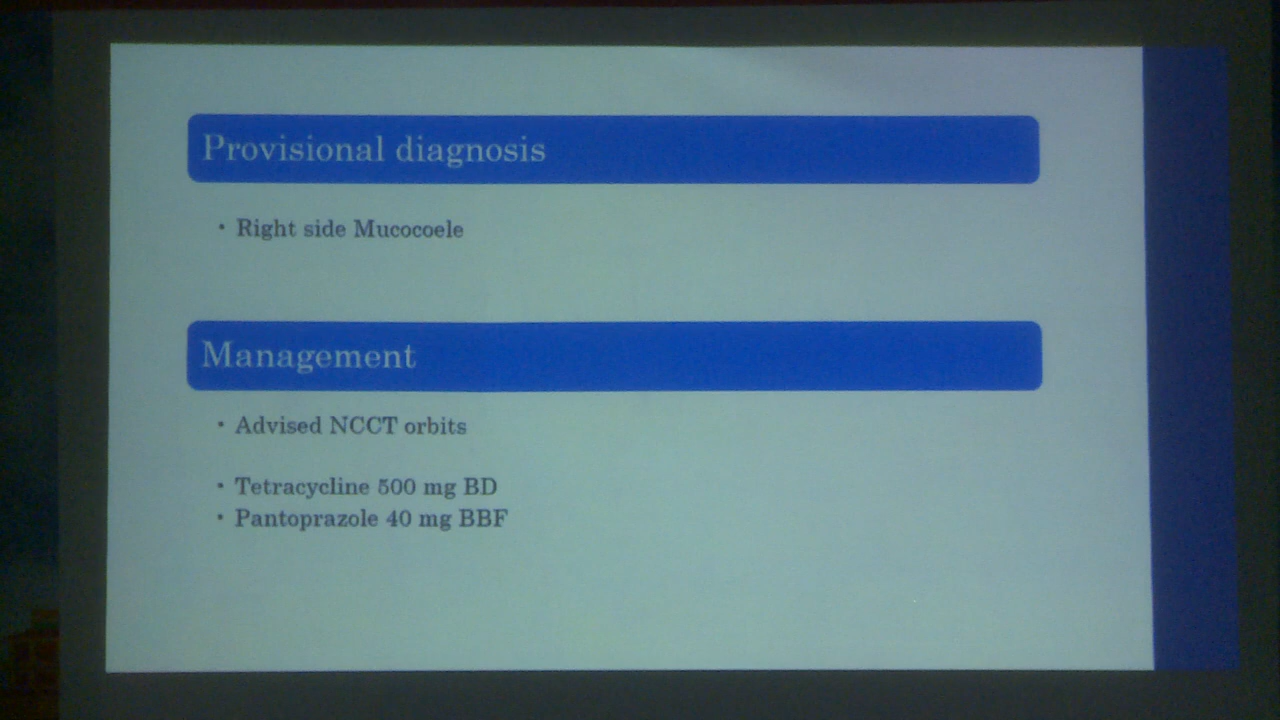 Provisional diagnosis
• Right side Mucocoele
Management
• Advised NCCT orbits
• Tetracycline 500 mg BD
• Pantoprazole 40 mg BBF